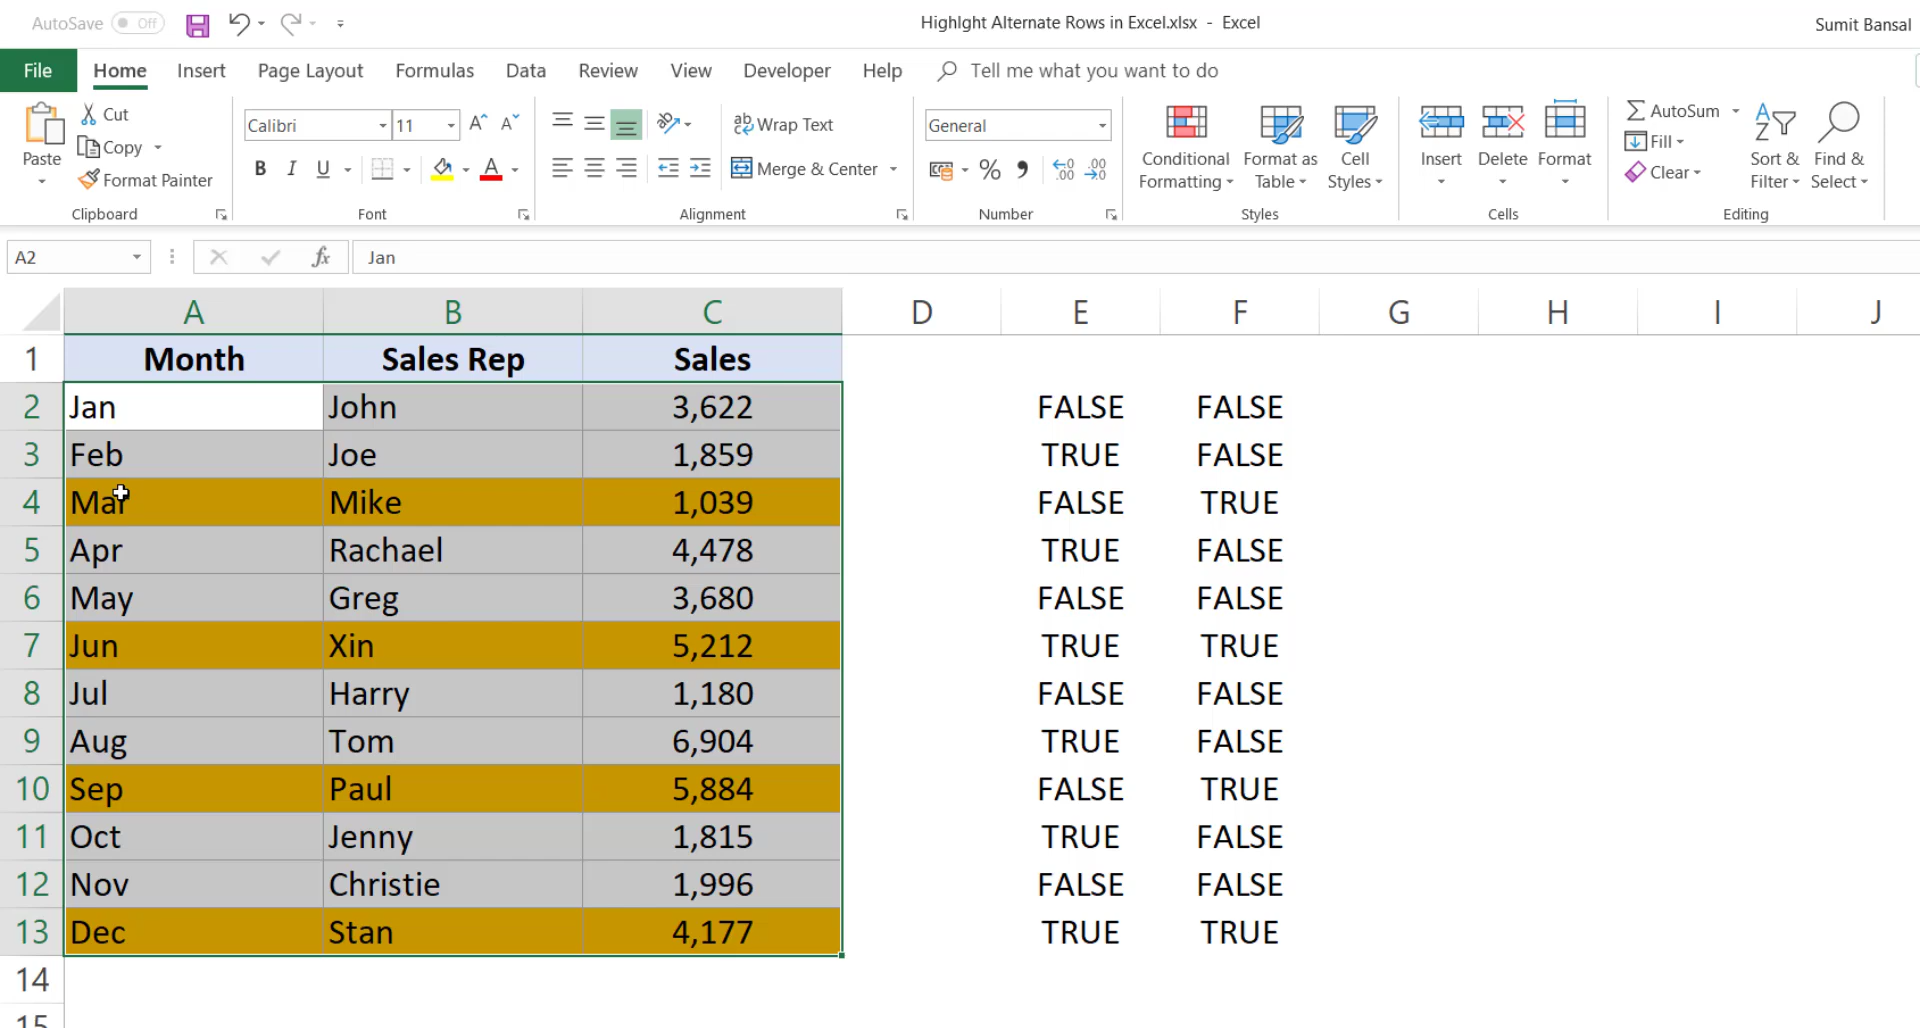 AutoSave Off Highlght Alternate Rows in Excel.xlsx - Excel Sumit Bansal
File Home Insert Page Layout Formulas Data Review View Developer Help Tell me what you want to do
Paste
Cut
Copy
Format Painter
Clipboard
Calibri 11
B I U A
Font
Wrap Text
Merge & Center
Alignment
General
% , .00
Number
Conditional Formatting
Format as Table
Cell Styles
Styles
Insert Delete Format
Cells
AutoSum
Fill
Clear
Sort & Filter
Find & Select
Editing
A2 fx Jan
A B C D E F G H I J
1 Month Sales Rep Sales
2 Jan John 3,622 FALSE FALSE
3 Feb Joe 1,859 TRUE FALSE
4 Mar Mike 1,039 FALSE TRUE
5 Apr Rachael 4,478 TRUE FALSE
6 May Greg 3,680 FALSE FALSE
7 Jun Xin 5,212 TRUE TRUE
8 Jul Harry 1,180 FALSE FALSE
9 Aug Tom 6,904 TRUE FALSE
10 Sep Paul 5,884 FALSE TRUE
11 Oct Jenny 1,815 TRUE FALSE
12 Nov Christie 1,996 FALSE FALSE
13 Dec Stan 4,177 TRUE TRUE
14
15